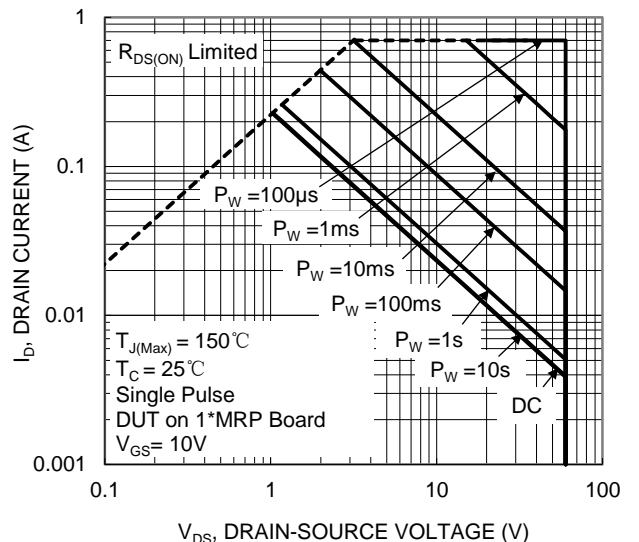 R_DS(ON) Limited
1
0.1
0.01
0.001
I_D, DRAIN CURRENT (A)
P_W =100µs
P_W =1ms
P_W =10ms
P_W =100ms
P_W =1s
P_W =10s
DC
T_J(Max) = 150℃
T_C = 25℃
Single Pulse
DUT on 1*MRP Board
V_GS= 10V
0.1 1 10 100
V_DS, DRAIN-SOURCE VOLTAGE (V)